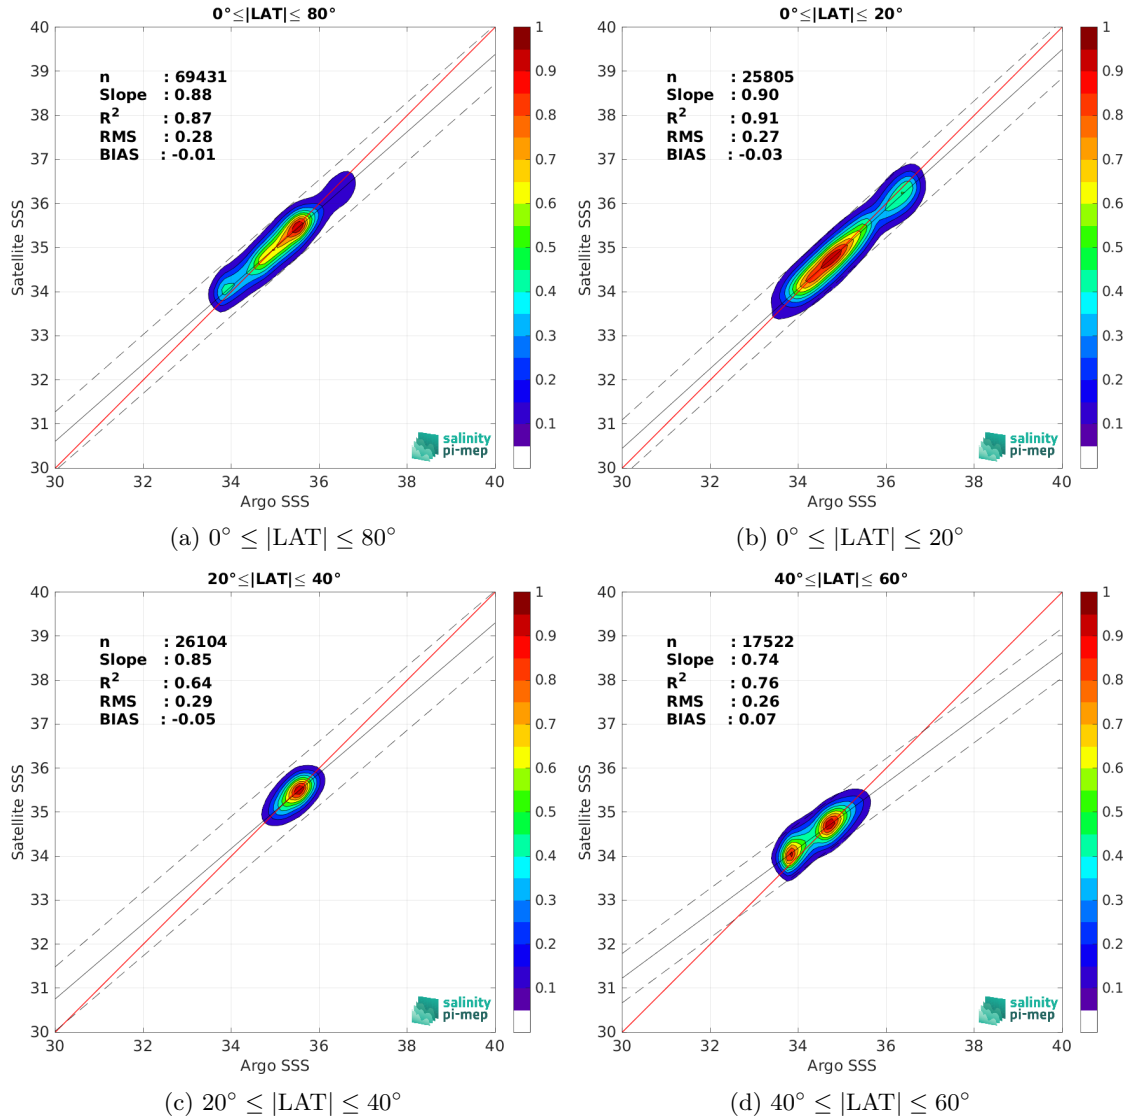 0°≤|LAT|≤ 80°
40
39
38
37
36
35
34
33
32
31
30
Satellite SSS
n : 69431
Slope : 0.88
R² : 0.87
RMS : 0.28
BIAS : -0.01
salinity
pi-mep
30 32 34 36 38 40
Argo SSS
1
0.9
0.8
0.7
0.6
0.5
0.4
0.3
0.2
0.1
(a) 0° ≤ |LAT| ≤ 80°
0°≤|LAT|≤ 20°
40
39
38
37
36
35
34
33
32
31
30
Satellite SSS
n : 25805
Slope : 0.90
R² : 0.91
RMS : 0.27
BIAS : -0.03
salinity
pi-mep
30 32 34 36 38 40
Argo SSS
1
0.9
0.8
0.7
0.6
0.5
0.4
0.3
0.2
0.1
(b) 0° ≤ |LAT| ≤ 20°
20°≤|LAT|≤ 40°
40
39
38
37
36
35
34
33
32
31
30
Satellite SSS
n : 26104
Slope : 0.85
R² : 0.64
RMS : 0.29
BIAS : -0.05
salinity
pi-mep
30 32 34 36 38 40
Argo SSS
1
0.9
0.8
0.7
0.6
0.5
0.4
0.3
0.2
0.1
(c) 20° ≤ |LAT| ≤ 40°
40°≤|LAT|≤ 60°
40
39
38
37
36
35
34
33
32
31
30
Satellite SSS
n : 17522
Slope : 0.74
R² : 0.76
RMS : 0.26
BIAS : 0.07
salinity
pi-mep
30 32 34 36 38 40
Argo SSS
1
0.9
0.8
0.7
0.6
0.5
0.4
0.3
0.2
0.1
(d) 40° ≤ |LAT| ≤ 60°